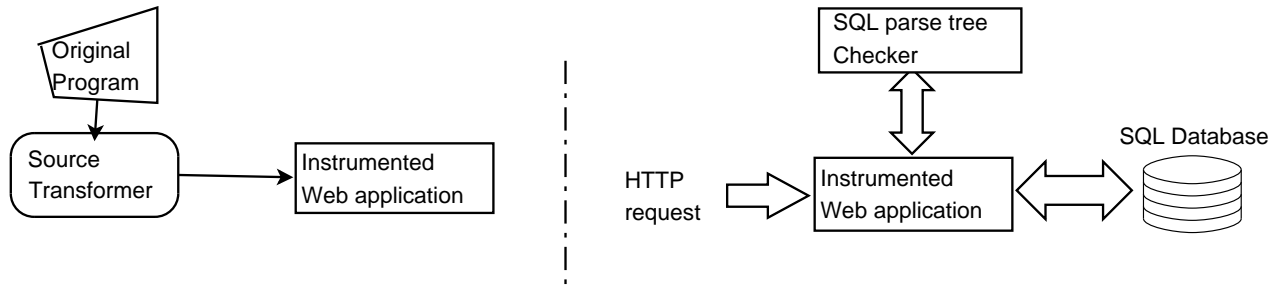 Original
Program
Source
Transformer
Instrumented
Web application
SQL parse tree
Checker
HTTP
request
Instrumented
Web application
SQL Database